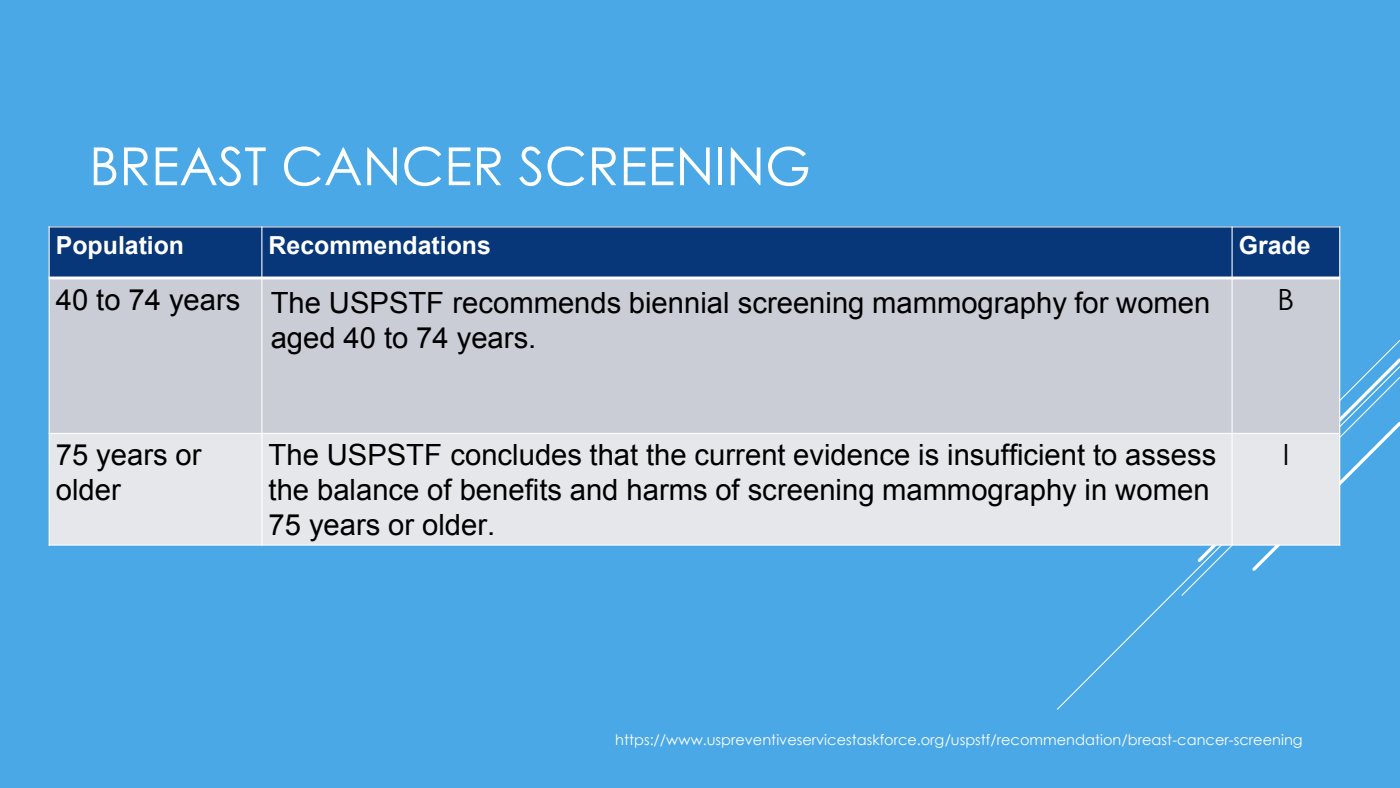 BREAST CANCER SCREENING
Population Recommendations Grade
40 to 74 years The USPSTF recommends biennial screening mammography for women B
aged 40 to 74 years.
75 years or The USPSTF concludes that the current evidence is insufficient to assess I
older the balance of benefits and harms of screening mammography in women
75 years or older.
https://www.uspreventiveservicestaskforce.org/uspstf/recommendation/breast-cancer-screening